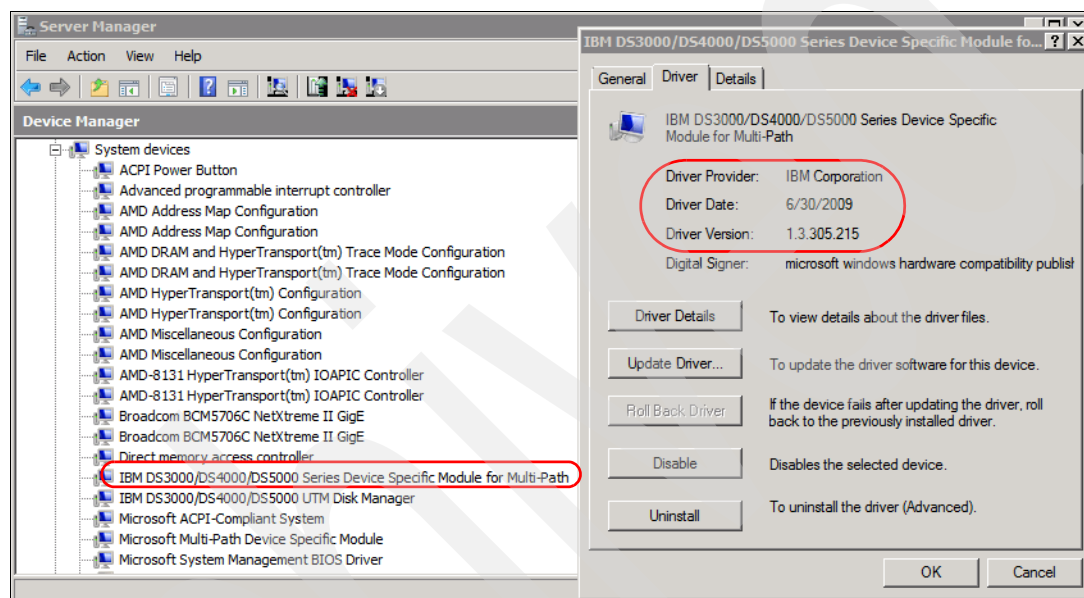 Server Manager
File Action View Help
Device Manager
System devices
ACPI Power Button
Advanced programmable interrupt controller
AMD Address Map Configuration
AMD Address Map Configuration
AMD DRAM and HyperTransport(tm) Trace Mode Configuration
AMD DRAM and HyperTransport(tm) Trace Mode Configuration
AMD HyperTransport(tm) Configuration
AMD HyperTransport(tm) Configuration
AMD Miscellaneous Configuration
AMD Miscellaneous Configuration
AMD-8131 HyperTransport(tm) IOAPIC Controller
AMD-8131 HyperTransport(tm) IOAPIC Controller
Broadcom BCM5706C NetXtreme II GigE
Broadcom BCM5706C NetXtreme II GigE
Direct memory access controller
IBM DS3000/DS4000/DS5000 Series Device Specific Module for Multi-Path
IBM DS3000/DS4000/DS5000 UTM Disk Manager
Microsoft ACPI-Compliant System
Microsoft Multi-Path Device Specific Module
Microsoft System Management BIOS Driver
IBM DS3000/DS4000/DS5000 Series Device Specific Module fo...
General Driver Details
IBM DS3000/DS4000/DS5000 Series Device Specific
Module for Multi-Path
Driver Provider: IBM Corporation
Driver Date: 6/30/2009
Driver Version: 1.3.305.215
Digital Signer: microsoft windows hardware compatibility publish
Driver Details To view details about the driver files.
Update Driver... To update the driver software for this device.
Roll Back Driver If the device fails after updating the driver, roll
back to the previously installed driver.
Disable Disables the selected device.
Uninstall To uninstall the driver (Advanced).
OK Cancel